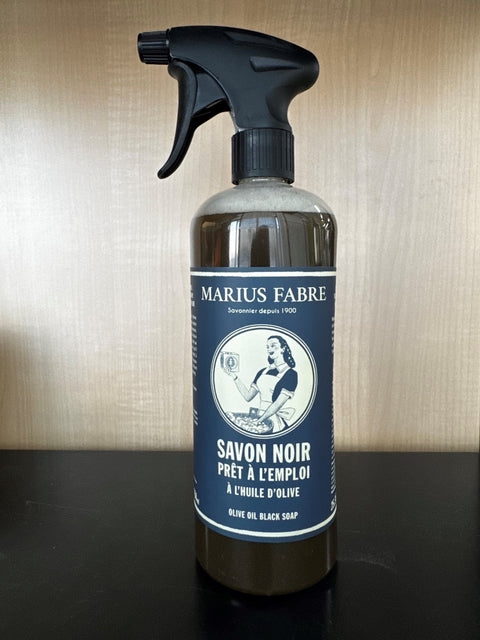 MARIUS FABRE
Savonnier depuis 1900
SAVON NOIR
PRÊT À L'EMPLOI
À L'HUILE D'OLIVE
OLIVE OIL BLACK SOAP